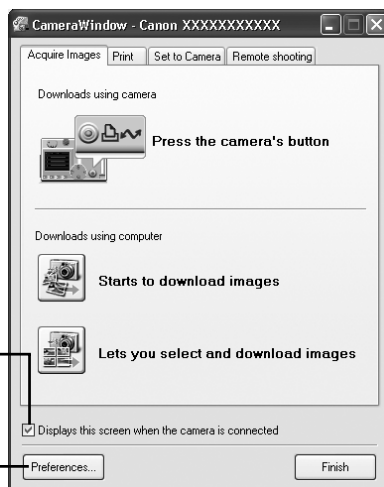 CameraWindow - Canon XXXXXXXXXXX
Acquire Images Print Set to Camera Remote shooting
Downloads using camera
Press the camera's button
Downloads using computer
Starts to download images
Lets you select and download images
Displays this screen when the camera is connected
Preferences... Finish